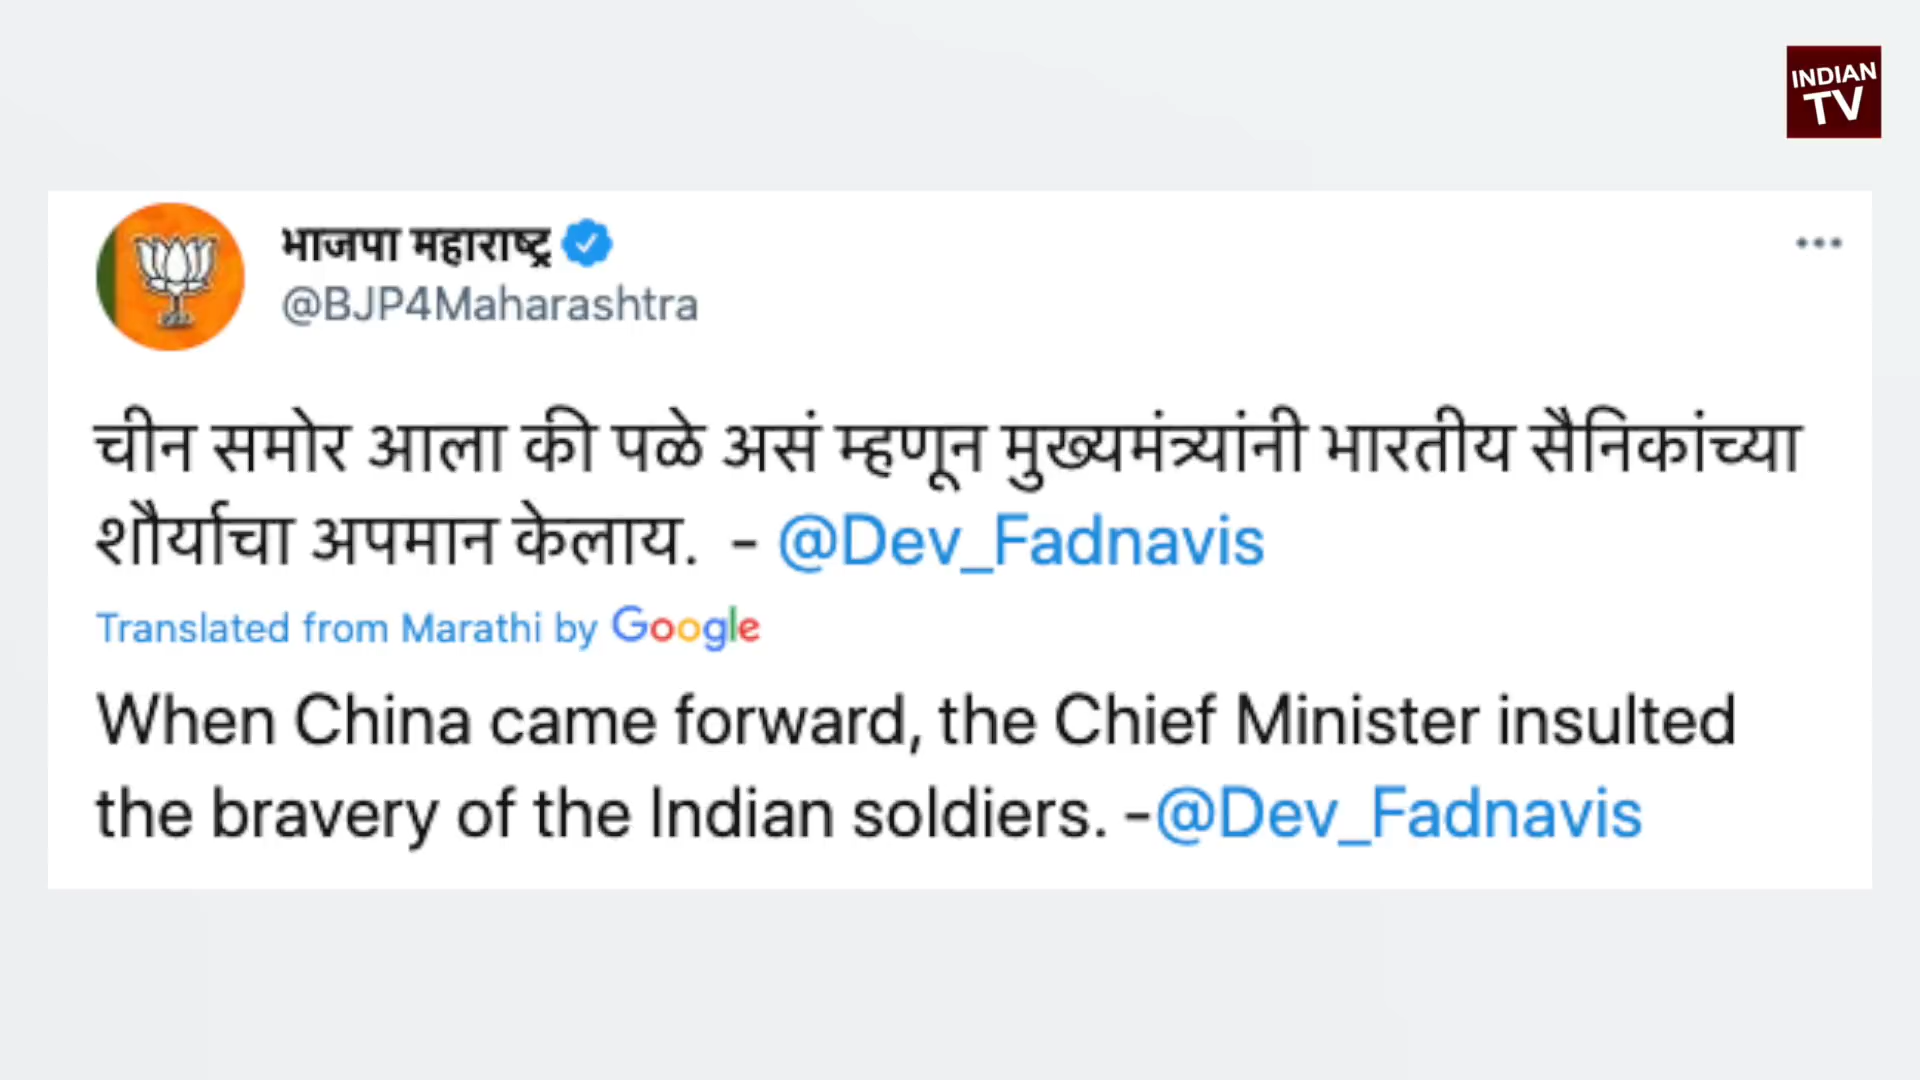 INDIAN
TV
भाजपा महाराष्ट्र
@BJP4Maharashtra
चीन समोर आला की पळे असं म्हणून मुख्यमंत्र्यांनी भारतीय सैनिकांच्या
शौर्याचा अपमान केलाय. - @Dev_Fadnavis
Translated from Marathi by Google
When China came forward, the Chief Minister insulted
the bravery of the Indian soldiers. -@Dev_Fadnavis